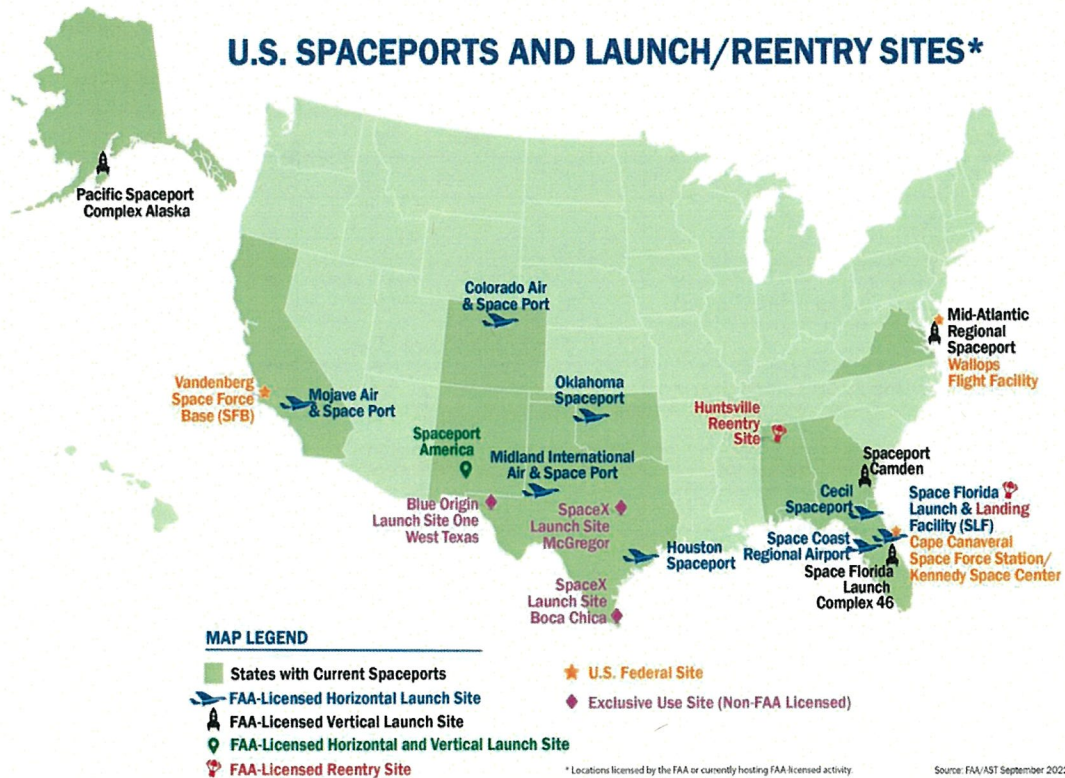 U.S. SPACEPORTS AND LAUNCH/REENTRY SITES*
Pacific Spaceport
Complex Alaska
Colorado Air
& Space Port
Mid-Atlantic
Regional
Spaceport
Wallops
Flight Facility
Vandenberg
Space Force
Base (SFB)
Mojave Air
& Space Port
Oklahoma
Spaceport
Huntsville
Reentry
Site
Spaceport
America
Midland International
Air & Space Port
Spaceport
Camden
Cecil
Spaceport
Space Florida
Launch & Landing
Facility (SLF)
Blue Origin
Launch Site One
West Texas
SpaceX
Launch Site
McGregor
Houston
Spaceport
Space Coast
Regional Airport
Cape Canaveral
Space Force Station/
Kennedy Space Center
Space Florida
Launch
Complex 46
SpaceX
Launch Site
Boca Chica
MAP LEGEND
States with Current Spaceports
FAA-Licensed Horizontal Launch Site
FAA-Licensed Vertical Launch Site
FAA-Licensed Horizontal and Vertical Launch Site
FAA-Licensed Reentry Site
U.S. Federal Site
Exclusive Use Site (Non-FAA Licensed)
* Locations licensed by the FAA or currently hosting FAA-licensed activity.
Source: FAA/AST September